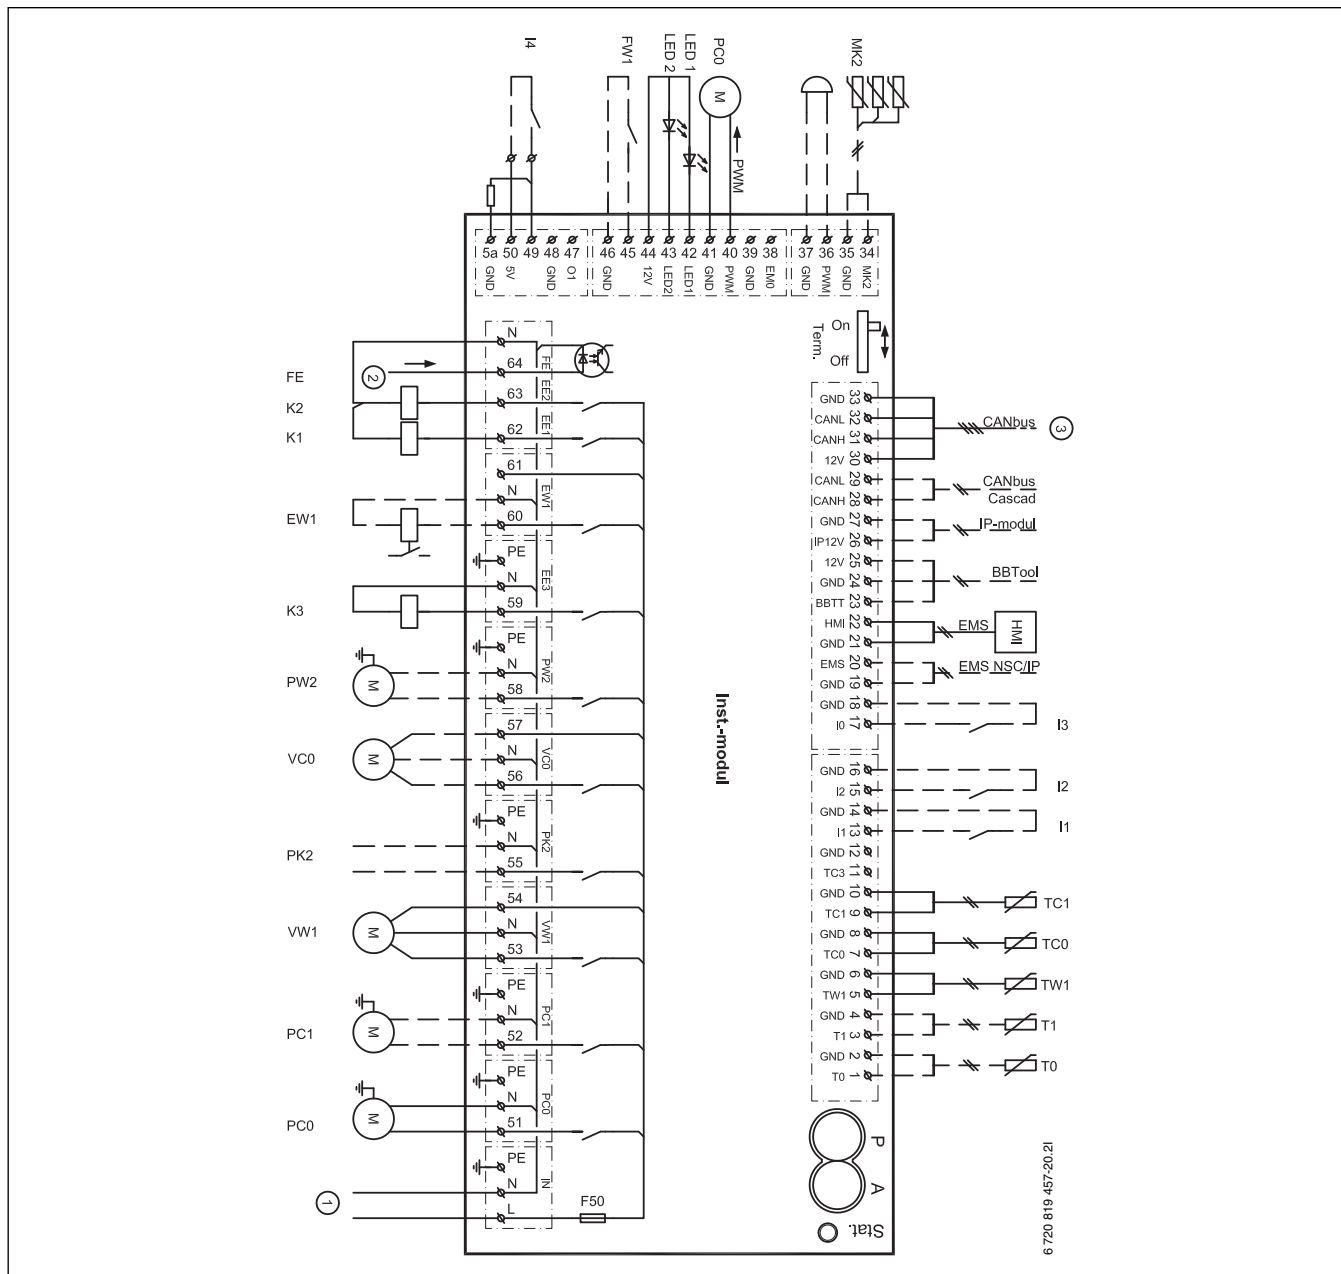 I4
FW1
LED 2
LED 1
PC0
MK2
M
PWM
5a 50 49 48 47
GND 5V GND O1
46 45 44 43 42 41 40 39 38
GND 12V LED2 LED1 GND PWM GND EM0
37 36 35 34
GND PWM GND MK2
On
Term.
Off
Inst.-modul
FE
2
K2
K1
N
64
FE
63
EE2
62
EE1
61
EW1
N
EW1
60
PE
K3
N
EE3
59
PE
PW2
M
N
PW2
58
57
VC0
M
N
VC0
56
PE
PK2
N
PK2
55
54
VW1
M
N
VW1
53
PE
PC1
M
N
PC1
52
PE
PC0
M
N
PC0
51
PE
1
N
IN
L
F50
GND 33
CANL 32
CANH 31
12V 30
CANbus
3
CANL 29
CANH 28
CANbus
Cascad
GND 27
IP12V 26
IP-modul
12V 25
GND 24
BBTT 23
BBTool
HMI 22
GND 21
EMS
HMI
EMS 20
GND 19
EMS NSC/IP
GND 18
I0 17
I3
GND 16
I2 15
I2
GND 14
I1 13
I1
GND 12
TC3 11
GND 10
TC1 9
TC1
GND 8
TC0 7
TC0
GND 6
TW1 5
TW1
GND 4
T1 3
T1
GND 2
T0 1
T0
P
A
Stat.
6 720 819 457-20.2I